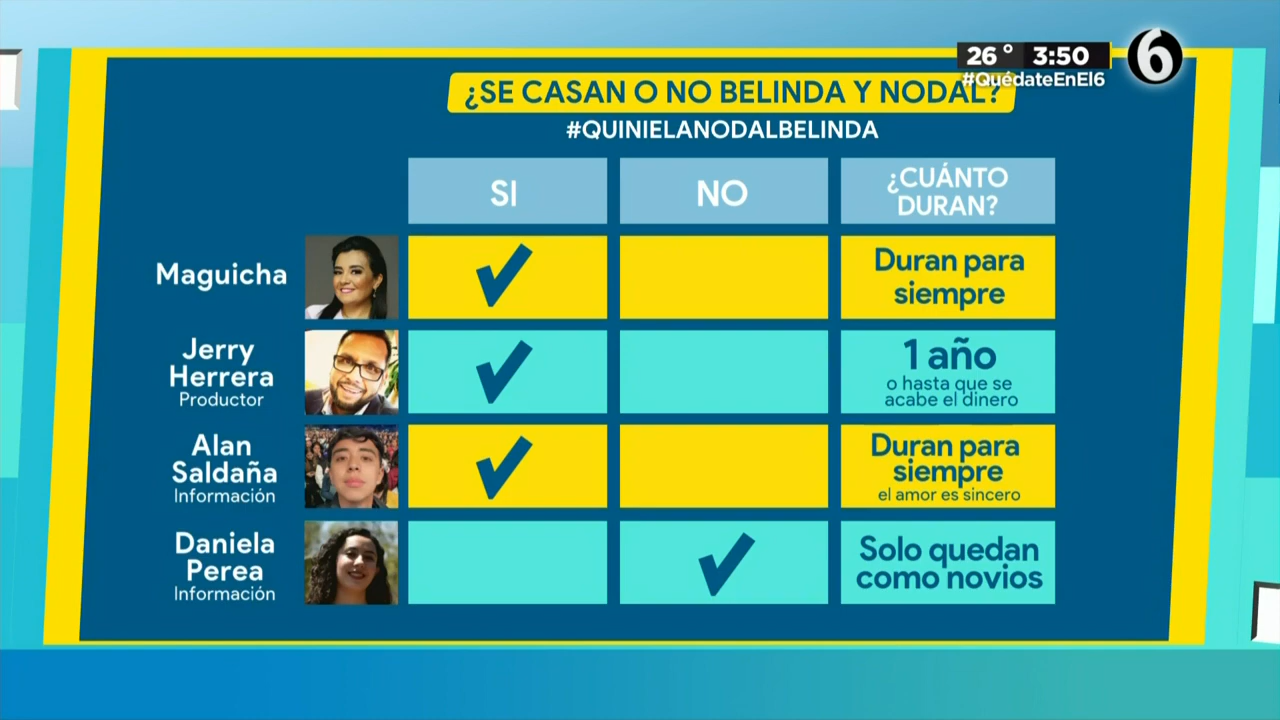 26° 3:50
6
#QuédateEnEl6
¿SE CASAN O NO BELINDA Y NODAL?
#QUINIELANODALBELINDA
SI
NO
¿CUÁNTO
DURAN?
Maguicha
Duran para
siempre
Jerry
Herrera
Productor
1 año
o hasta que se
acabe el dinero
Alan
Saldaña
Información
Duran para
siempre
el amor es sincero
Daniela
Perea
Información
Solo quedan
como novios